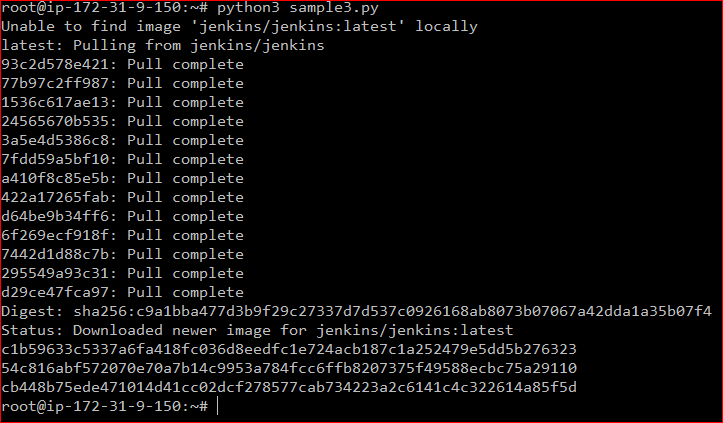 root@ip-172-31-9-150:~# python3 sample3.py
Unable to find image 'jenkins/jenkins:latest' locally
latest: Pulling from jenkins/jenkins
93c2d578e421: Pull complete
77b97c2ff987: Pull complete
1536c617ae13: Pull complete
24565670b535: Pull complete
3a5e4d5386c8: Pull complete
7fdd59a5bf10: Pull complete
a410f8c85e5b: Pull complete
422a17265fab: Pull complete
d64be9b34ff6: Pull complete
6f269ecf918f: Pull complete
7442d1d88c7b: Pull complete
295549a93c31: Pull complete
d29ce47fca97: Pull complete
Digest: sha256:c9a1bba477d3b9f29c27337d7d537c0926168ab8073b07067a42dda1a35b07f4
Status: Downloaded newer image for jenkins/jenkins:latest
c1b59633c5337a6fa418fc036d8eedfc1e724acb187c1a252479e5dd5b276323
54c816abf572070e70a7b14c9953a784fcc6ffb8207375f49588ecbc75a29110
cb448b75ede471014d41cc02dcf278577cab734223a2c6141c4c322614a85f5d
root@ip-172-31-9-150:~#